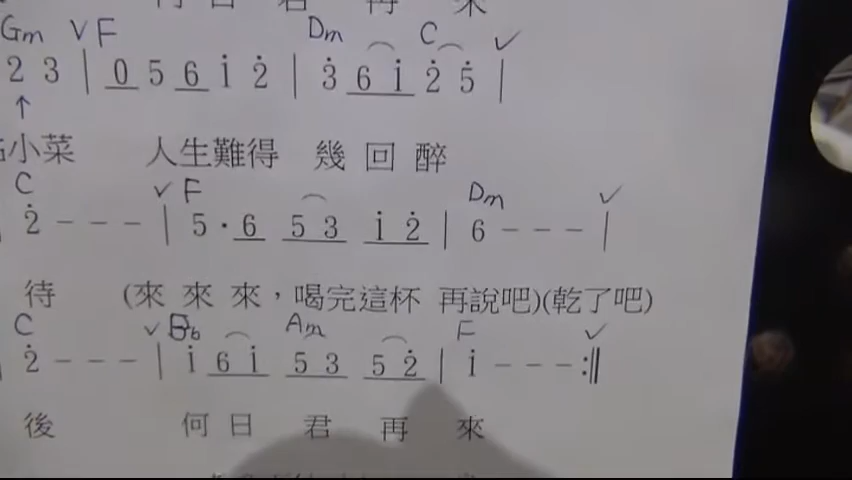 何 日 君 再 來
Gm V F Dm C ✓
2 3 | 0 5 6 i̇ 2̇ | 3̇ 6 i̇ 2̇ 5̇ |
↑
小菜 人生難得 幾 回 醉
C V F Dm ✓
2̇ - - - | 5 · 6 5 3 i̇ 2̇ | 6 - - - |
待 (來 來 來，喝完這杯 再說吧)(乾了吧)
C V Bb Am F ✓
2̇ - - - | i̇ 6 i̇ 5 3 5 2̇ | i̇ - - - :||
後 何 日 君 再 來